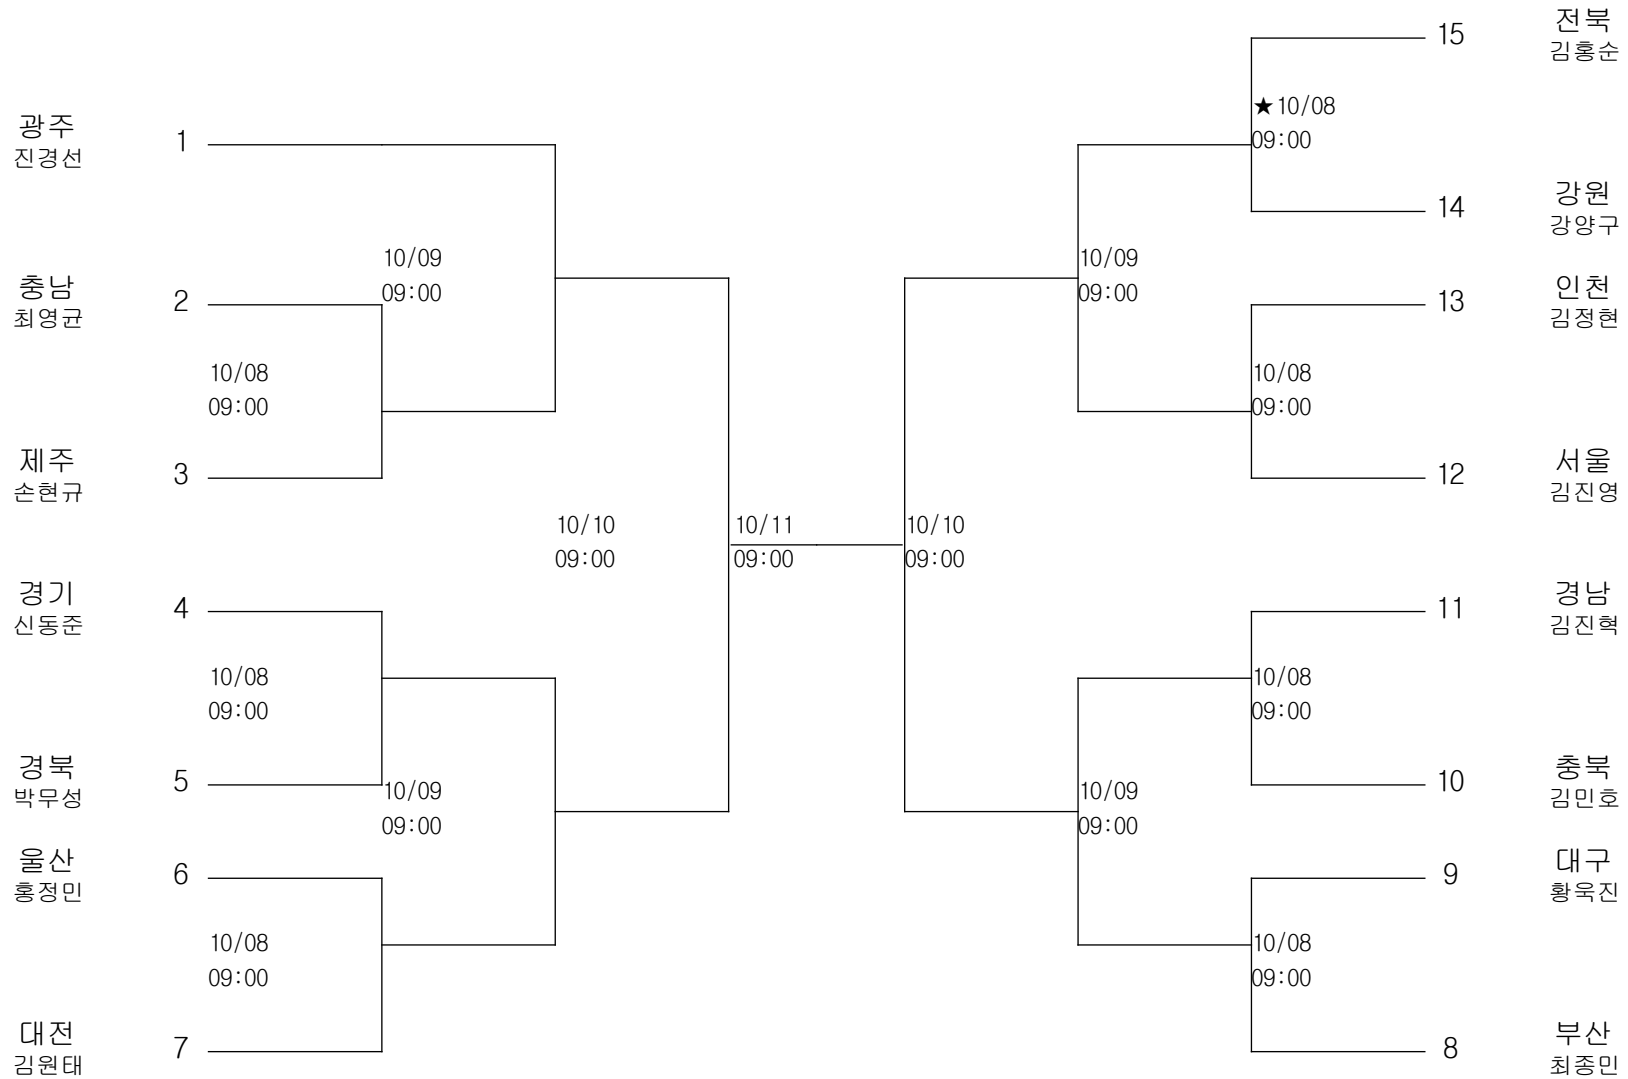 전북
15
김홍순
★10/08
09:00
광주
1
진경선
강원
14
강양구
10/09
09:00
10/09
09:00
충남
2
최영균
인천
13
김정현
10/08
09:00
10/08
09:00
제주
3
손현규
서울
12
김진영
10/10
09:00
10/11
09:00
10/10
09:00
경기
4
신동준
경남
11
김진혁
10/08
09:00
10/08
09:00
경북
5
박무성
충북
10
김민호
10/09
09:00
10/09
09:00
울산
6
홍정민
대구
9
황욱진
10/08
09:00
10/08
09:00
대전
7
김원태
부산
8
최종민